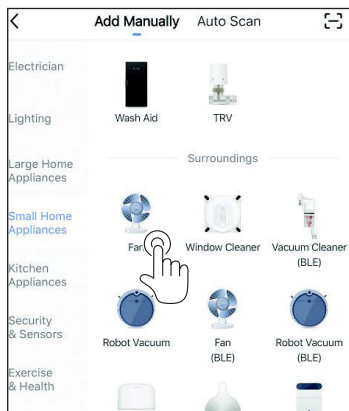 Add Manually Auto Scan
Electrician
Lighting
Large Home
Appliances
Small Home
Appliances
Kitchen
Appliances
Security
& Sensors
Exercise
& Health
Wash Aid TRV
Surroundings
Fan Window Cleaner Vacuum Cleaner
(BLE)
Robot Vacuum Fan Robot Vacuum
(BLE) (BLE)